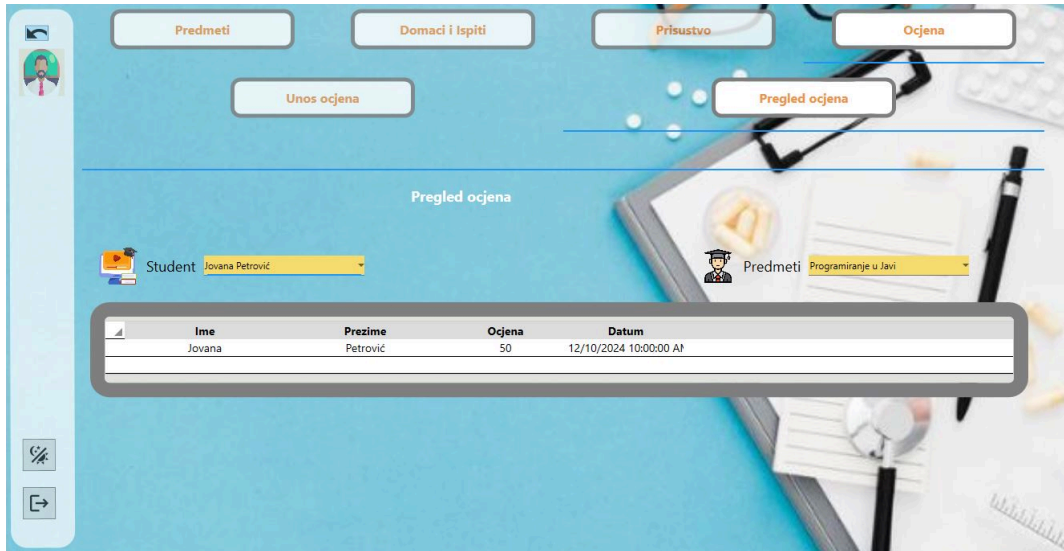 Predmeti Domaci i Ispiti Prisustvo Ocjena
Unos ocjena Pregled ocjena
Pregled ocjena
Student Jovana Petrović Predmeti Programiranje u Javi
Ime Prezime Ocjena Datum
Jovana Petrović 50 12/10/2024 10:00:00 AM